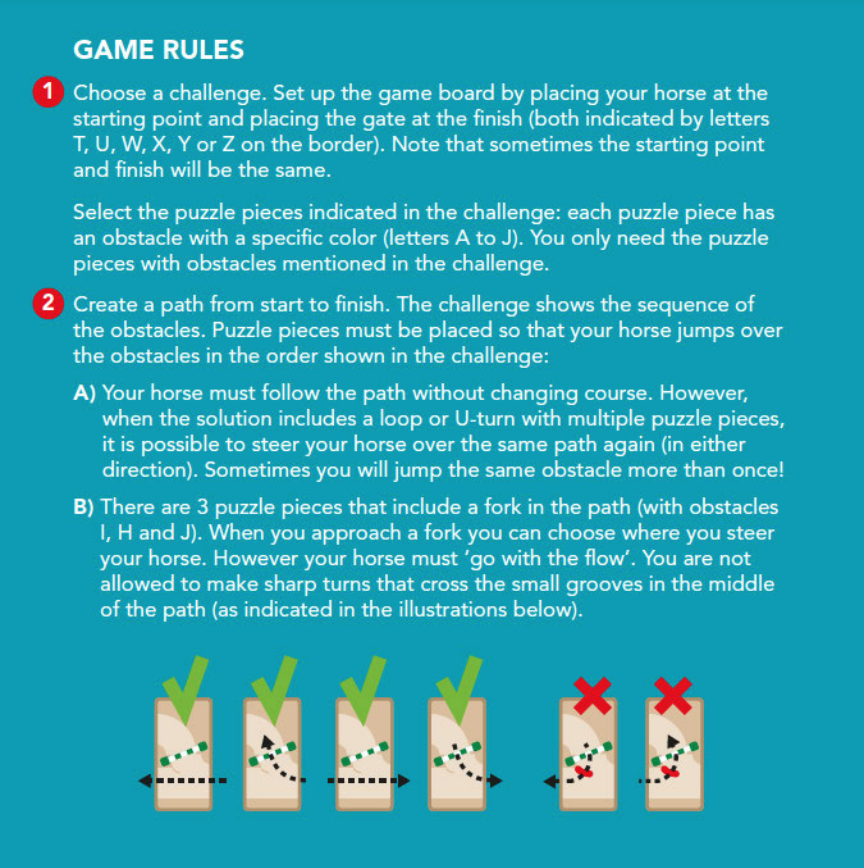 GAME RULES
1 Choose a challenge. Set up the game board by placing your horse at the
starting point and placing the gate at the finish (both indicated by letters
T, U, W, X, Y or Z on the border). Note that sometimes the starting point
and finish will be the same.
Select the puzzle pieces indicated in the challenge: each puzzle piece has
an obstacle with a specific color (letters A to J). You only need the puzzle
pieces with obstacles mentioned in the challenge.
2 Create a path from start to finish. The challenge shows the sequence of
the obstacles. Puzzle pieces must be placed so that your horse jumps over
the obstacles in the order shown in the challenge:
A) Your horse must follow the path without changing course. However,
when the solution includes a loop or U-turn with multiple puzzle pieces,
it is possible to steer your horse over the same path again (in either
direction). Sometimes you will jump the same obstacle more than once!
B) There are 3 puzzle pieces that include a fork in the path (with obstacles
I, H and J). When you approach a fork you can choose where you steer
your horse. However your horse must ‘go with the flow’. You are not
allowed to make sharp turns that cross the small grooves in the middle
of the path (as indicated in the illustrations below).